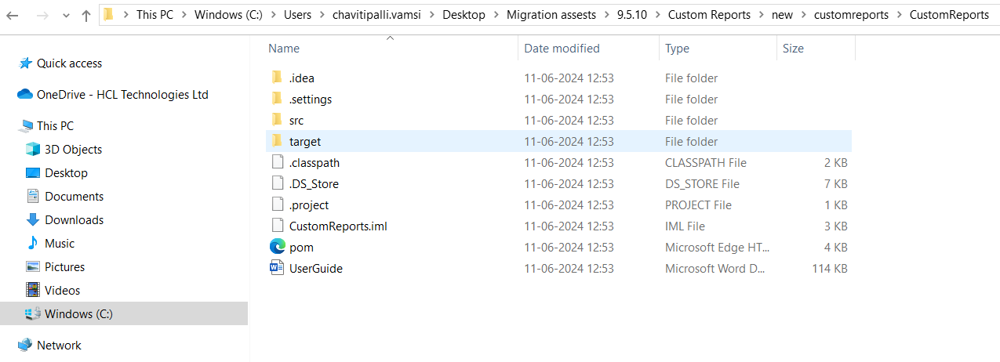 This PC > Windows (C:) > Users > chavitipalli.vamsi > Desktop > Migration assests > 9.5.10 > Custom Reports > new > customreports > CustomReports
Name Date modified Type Size
Quick access
OneDrive - HCL Technologies Ltd
This PC
3D Objects
Desktop
Documents
Downloads
Music
Pictures
Videos
Windows (C:)
Network
.idea 11-06-2024 12:53 File folder
.settings 11-06-2024 12:53 File folder
src 11-06-2024 12:53 File folder
target 11-06-2024 12:53 File folder
.classpath 11-06-2024 12:53 CLASSPATH File 2 KB
.DS_Store 11-06-2024 12:53 DS_STORE File 7 KB
.project 11-06-2024 12:53 PROJECT File 1 KB
CustomReports.iml 11-06-2024 12:53 IML File 3 KB
pom 11-06-2024 12:53 Microsoft Edge HT... 4 KB
UserGuide 11-06-2024 12:53 Microsoft Word D... 114 KB